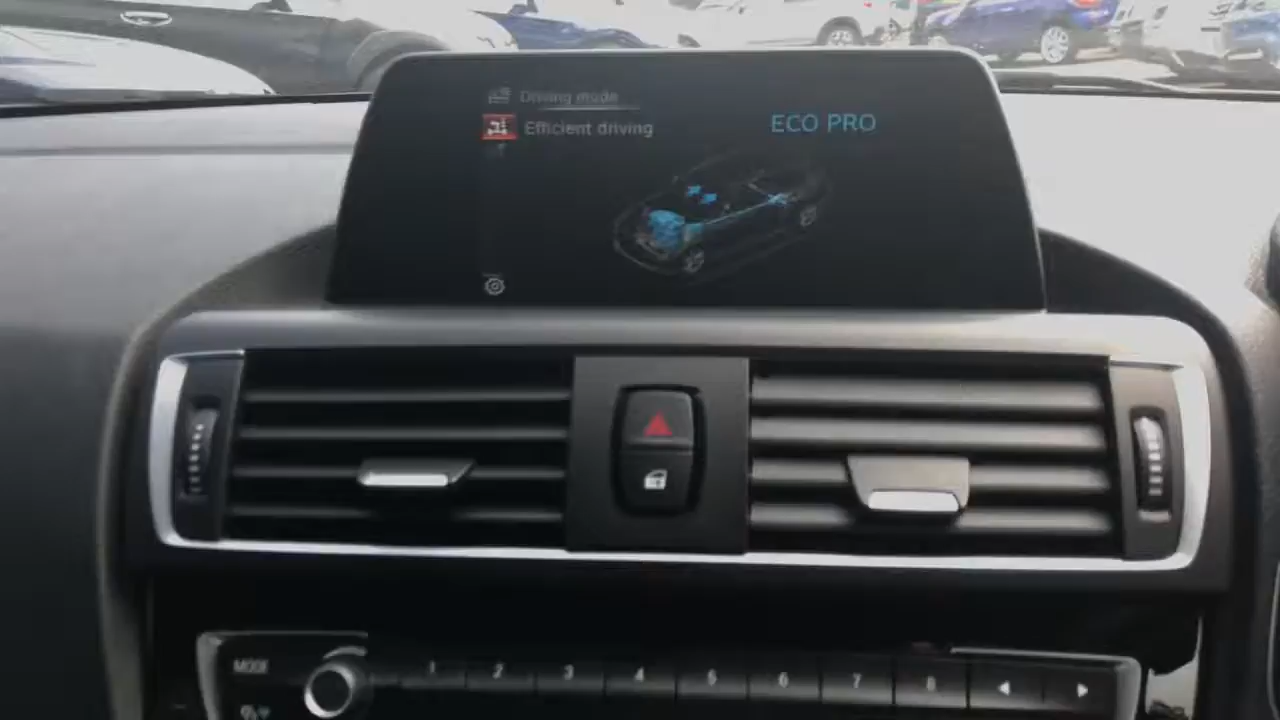 Driving mode
Efficient driving
ECO PRO
MODE
1 2 3 4 5 6 7 8